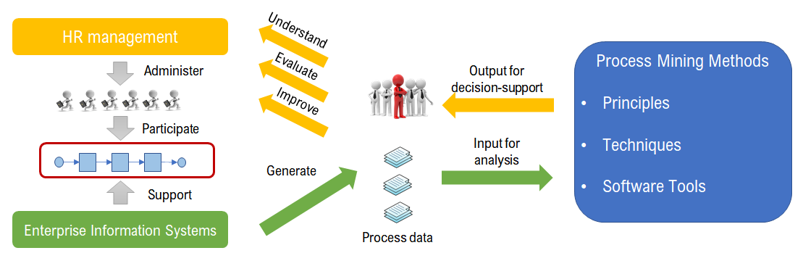 HR management
Administer
Participate
Support
Enterprise Information Systems
Understand
Evaluate
Improve
Generate
Process data
Output for
decision-support
Input for
analysis
Process Mining Methods
• Principles
• Techniques
• Software Tools